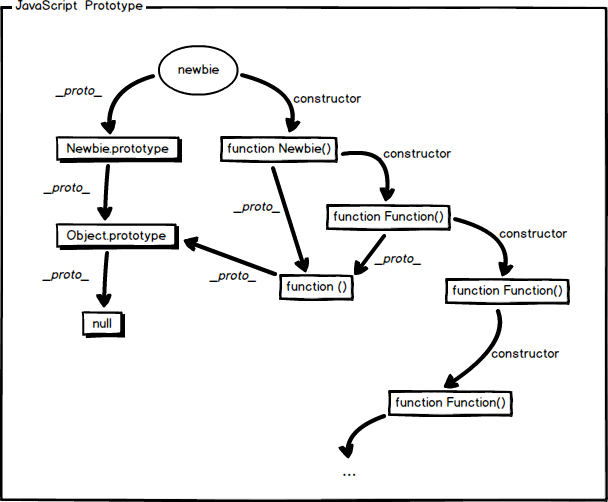 JavaScript Prototype
newbie
_proto_
constructor
Newbie.prototype
function Newbie()
constructor
_proto_
_proto_
function Function()
Object.prototype
constructor
_proto_
_proto_
_proto_
function ()
function Function()
null
constructor
function Function()
...